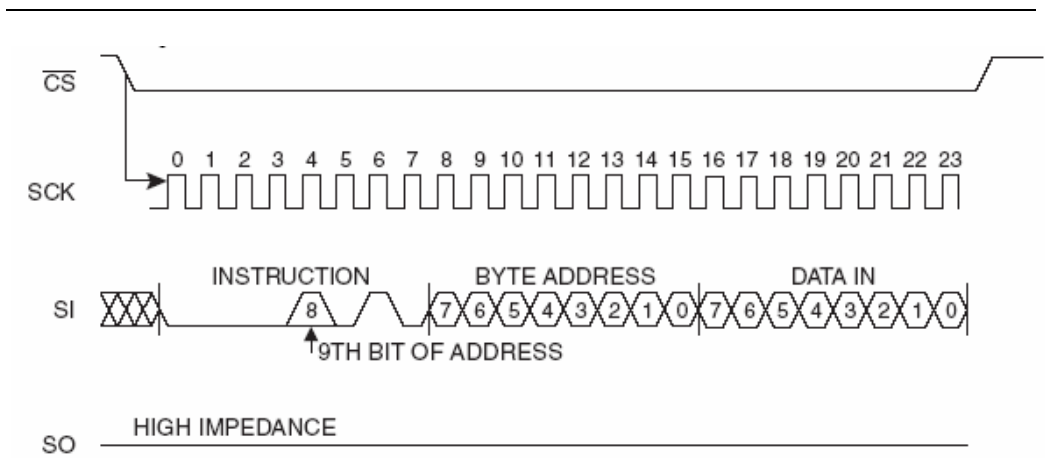 CS
0 1 2 3 4 5 6 7 8 9 10 11 12 13 14 15 16 17 18 19 20 21 22 23
SCK
INSTRUCTION BYTE ADDRESS DATA IN
SI 8 7 6 5 4 3 2 1 0 7 6 5 4 3 2 1 0
9TH BIT OF ADDRESS
HIGH IMPEDANCE
SO